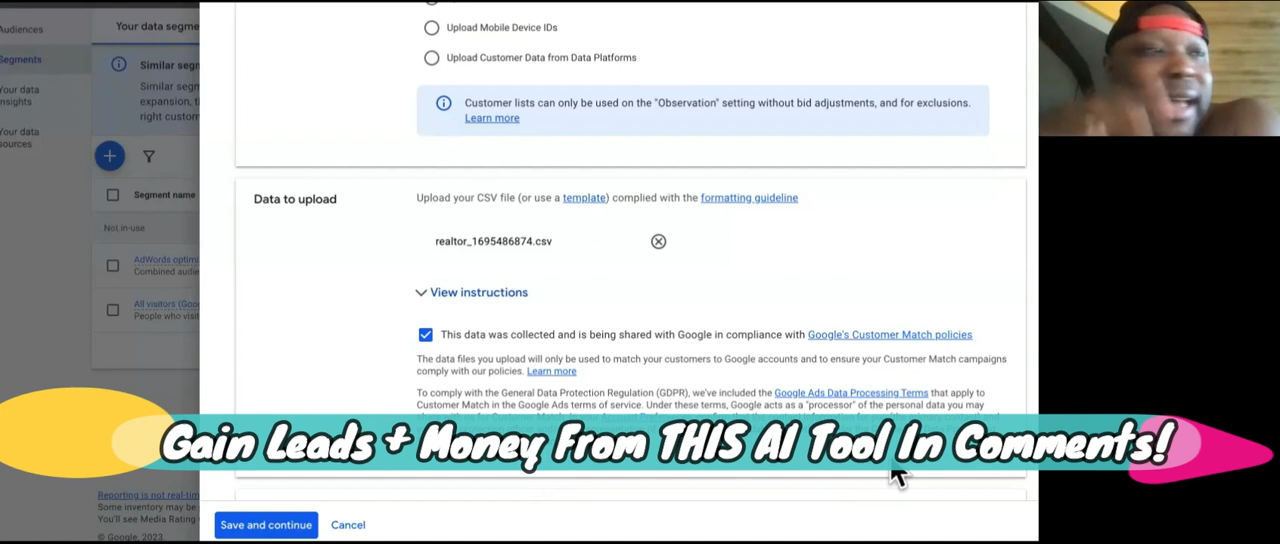 Audiences
Segments
Your data
insights
Your data
sources
Your data segme
Similar seg
Similar segn
expansion, t
right custom
Segment name
Not in-use
AdWords optim
Combined audie
All visitors (Goo
People who visit
Reporting is not real-tim
Some inventory may be
You'll see Media Rating
© Google, 2023.
Upload Mobile Device IDs
Upload Customer Data from Data Platforms
Customer lists can only be used on the "Observation" setting without bid adjustments, and for exclusions.
Learn more
Data to upload
Upload your CSV file (or use a template) complied with the formatting guideline
realtor_1695486874.csv
View instructions
This data was collected and is being shared with Google in compliance with Google's Customer Match policies
The data files you upload will only be used to match your customers to Google accounts and to ensure your Customer Match campaigns
comply with our policies. Learn more
To comply with the General Data Protection Regulation (GDPR), we've included the Google Ads Data Processing Terms that apply to
Customer Match in the Google Ads terms of service. Under these terms, Google acts as a "processor" of the personal data you may
Gain Leads + Money From THIS AI Tool In Comments!
Save and continue
Cancel